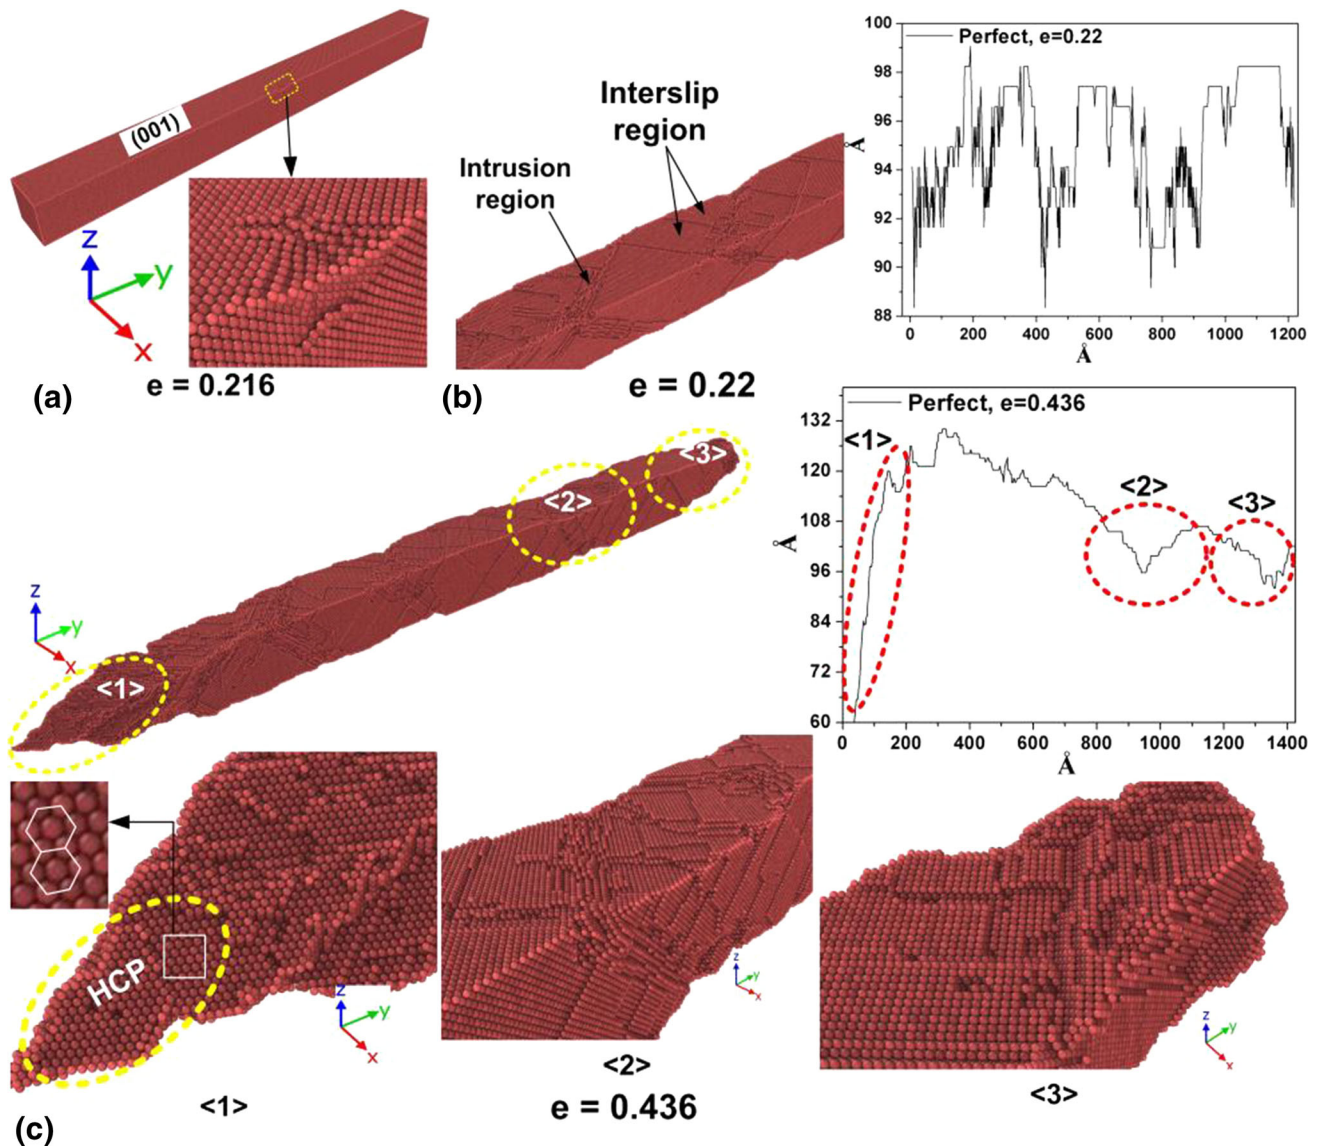 (001)
z
y
x
e = 0.216
(a)
Interslip
region
Intrusion
region
e = 0.22
(b)
Perfect, e=0.22
100
98
96
94
92
90
88
Å
0
200
400
600
800
1000
1200
Å
<1>
<2>
<3>
z
y
x
Perfect, e=0.436
132
120
108
96
84
72
60
Å
<1>
<2>
<3>
0
200
400
600
800
1000
1200
1400
Å
HCP
z
y
x
<1>
z
y
x
<2>
e = 0.436
z
y
x
<3>
(c)